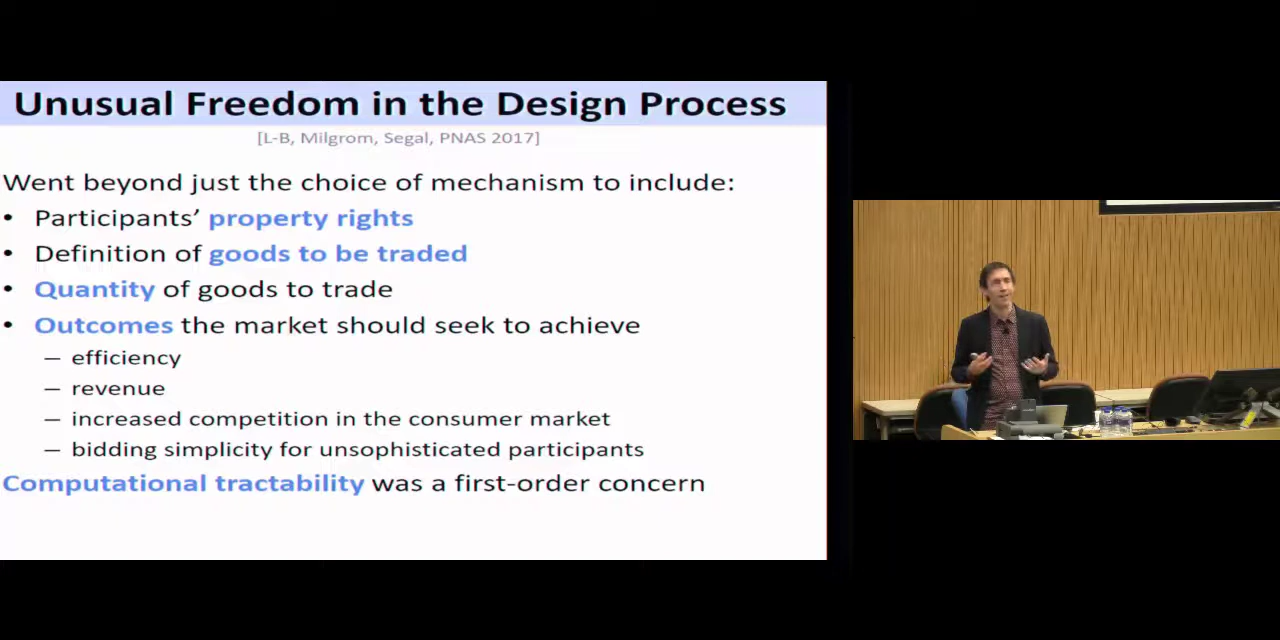 Unusual Freedom in the Design Process
[L-B, Milgrom, Segal, PNAS 2017]
Went beyond just the choice of mechanism to include:
• Participants’ property rights
• Definition of goods to be traded
• Quantity of goods to trade
• Outcomes the market should seek to achieve
– efficiency
– revenue
– increased competition in the consumer market
– bidding simplicity for unsophisticated participants
Computational tractability was a first-order concern